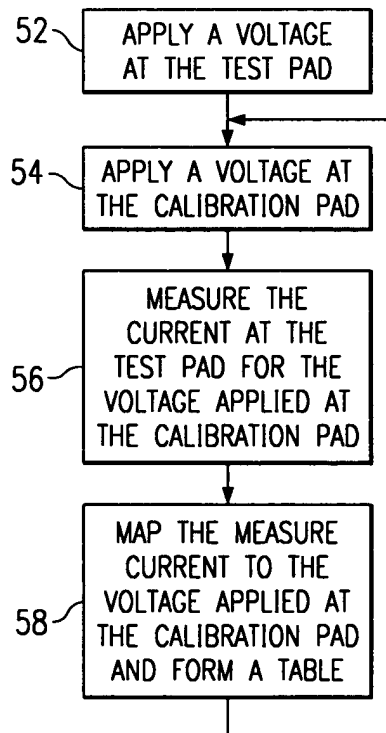 52
APPLY A VOLTAGE
AT THE TEST PAD
54
APPLY A VOLTAGE AT
THE CALIBRATION PAD
56
MEASURE THE
CURRENT AT THE
TEST PAD FOR THE
VOLTAGE APPLIED AT
THE CALIBRATION PAD
58
MAP THE MEASURE
CURRENT TO THE
VOLTAGE APPLIED AT
THE CALIBRATION PAD
AND FORM A TABLE